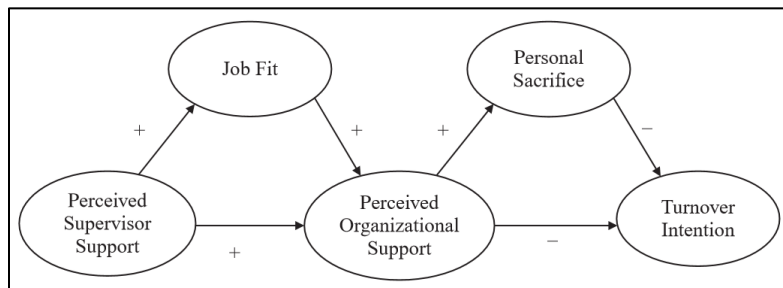 Job Fit
Personal
Sacrifice
+
+
+
−
Perceived
Supervisor
Support
Perceived
Organizational
Support
Turnover
Intention
+
−